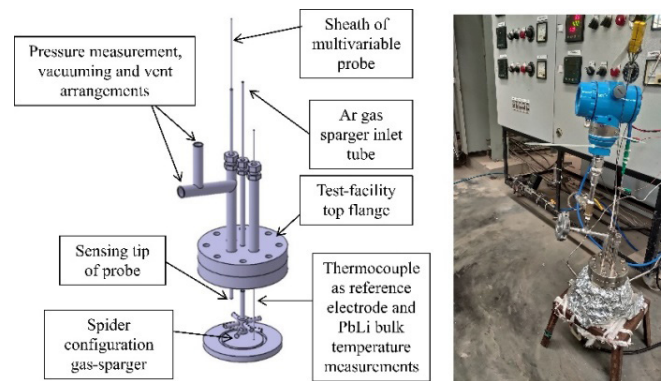 Pressure measurement,
vacuuming and vent
arrangements
Sheath of
multivariable
probe
Ar gas
sparger inlet
tube
Test-facility
top flange
Sensing tip
of probe
Thermocouple
as reference
electrode and
PbLi bulk
temperature
measurements
Spider
configuration
gas-sparger